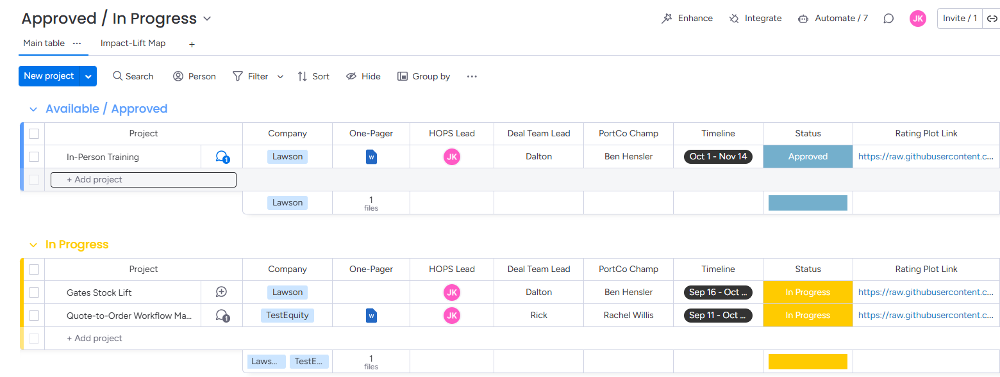 Approved / In Progress
Enhance Integrate Automate / 7 JK Invite / 1
Main table ... Impact-Lift Map +
New project Search Person Filter Sort Hide Group by ...
Available / Approved
Project Company One-Pager HOPS Lead Deal Team Lead PortCo Champ Timeline Status Rating Plot Link
In-Person Training 1 Lawson W JK Dalton Ben Hensler Oct 1 - Nov 14 Approved https://raw.githubusercontent.c...
+ Add project
Lawson 1
files
In Progress
Project Company One-Pager HOPS Lead Deal Team Lead PortCo Champ Timeline Status Rating Plot Link
Gates Stock Lift Lawson JK Dalton Ben Hensler Sep 16 - Oct ... In Progress https://raw.githubusercontent.c...
Quote-to-Order Workflow Ma... 1 TestEquity W JK Rick Rachel Willis Sep 11 - Oct ... In Progress https://raw.githubusercontent.c...
+ Add project
Laws... TestE... 1
files